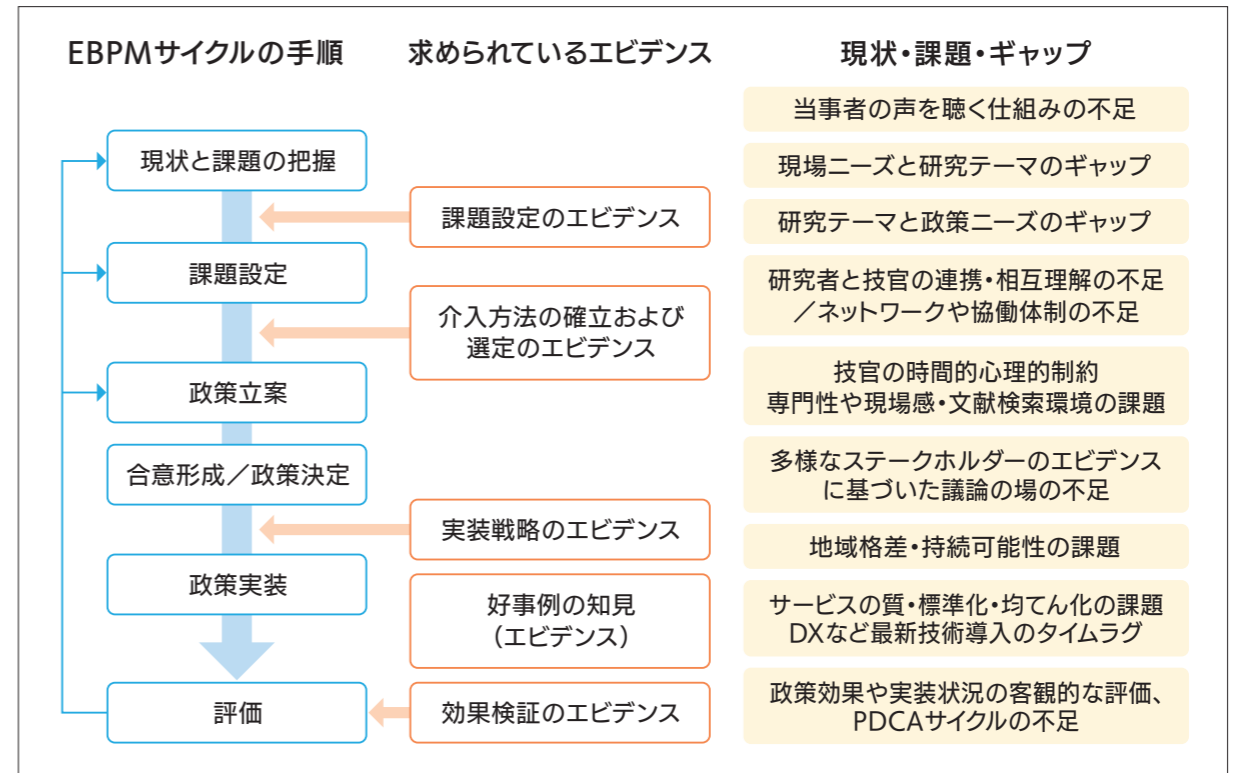 EBPMサイクルの手順
求められているエビデンス
現状・課題・ギャップ
現状と課題の把握
課題設定
政策立案
合意形成／政策決定
政策実装
評価
課題設定のエビデンス
介入方法の確立および
選定のエビデンス
実装戦略のエビデンス
好事例の知見
（エビデンス）
効果検証のエビデンス
当事者の声を聴く仕組みの不足
現場ニーズと研究テーマのギャップ
研究テーマと政策ニーズのギャップ
研究者と技官の連携・相互理解の不足
／ネットワークや協働体制の不足
技官の時間的心理的制約
専門性や現場感・文献検索環境の課題
多様なステークホルダーのエビデンス
に基づいた議論の場の不足
地域格差・持続可能性の課題
サービスの質・標準化・均てん化の課題
DXなど最新技術導入のタイムラグ
政策効果や実装状況の客観的な評価、
PDCAサイクルの不足